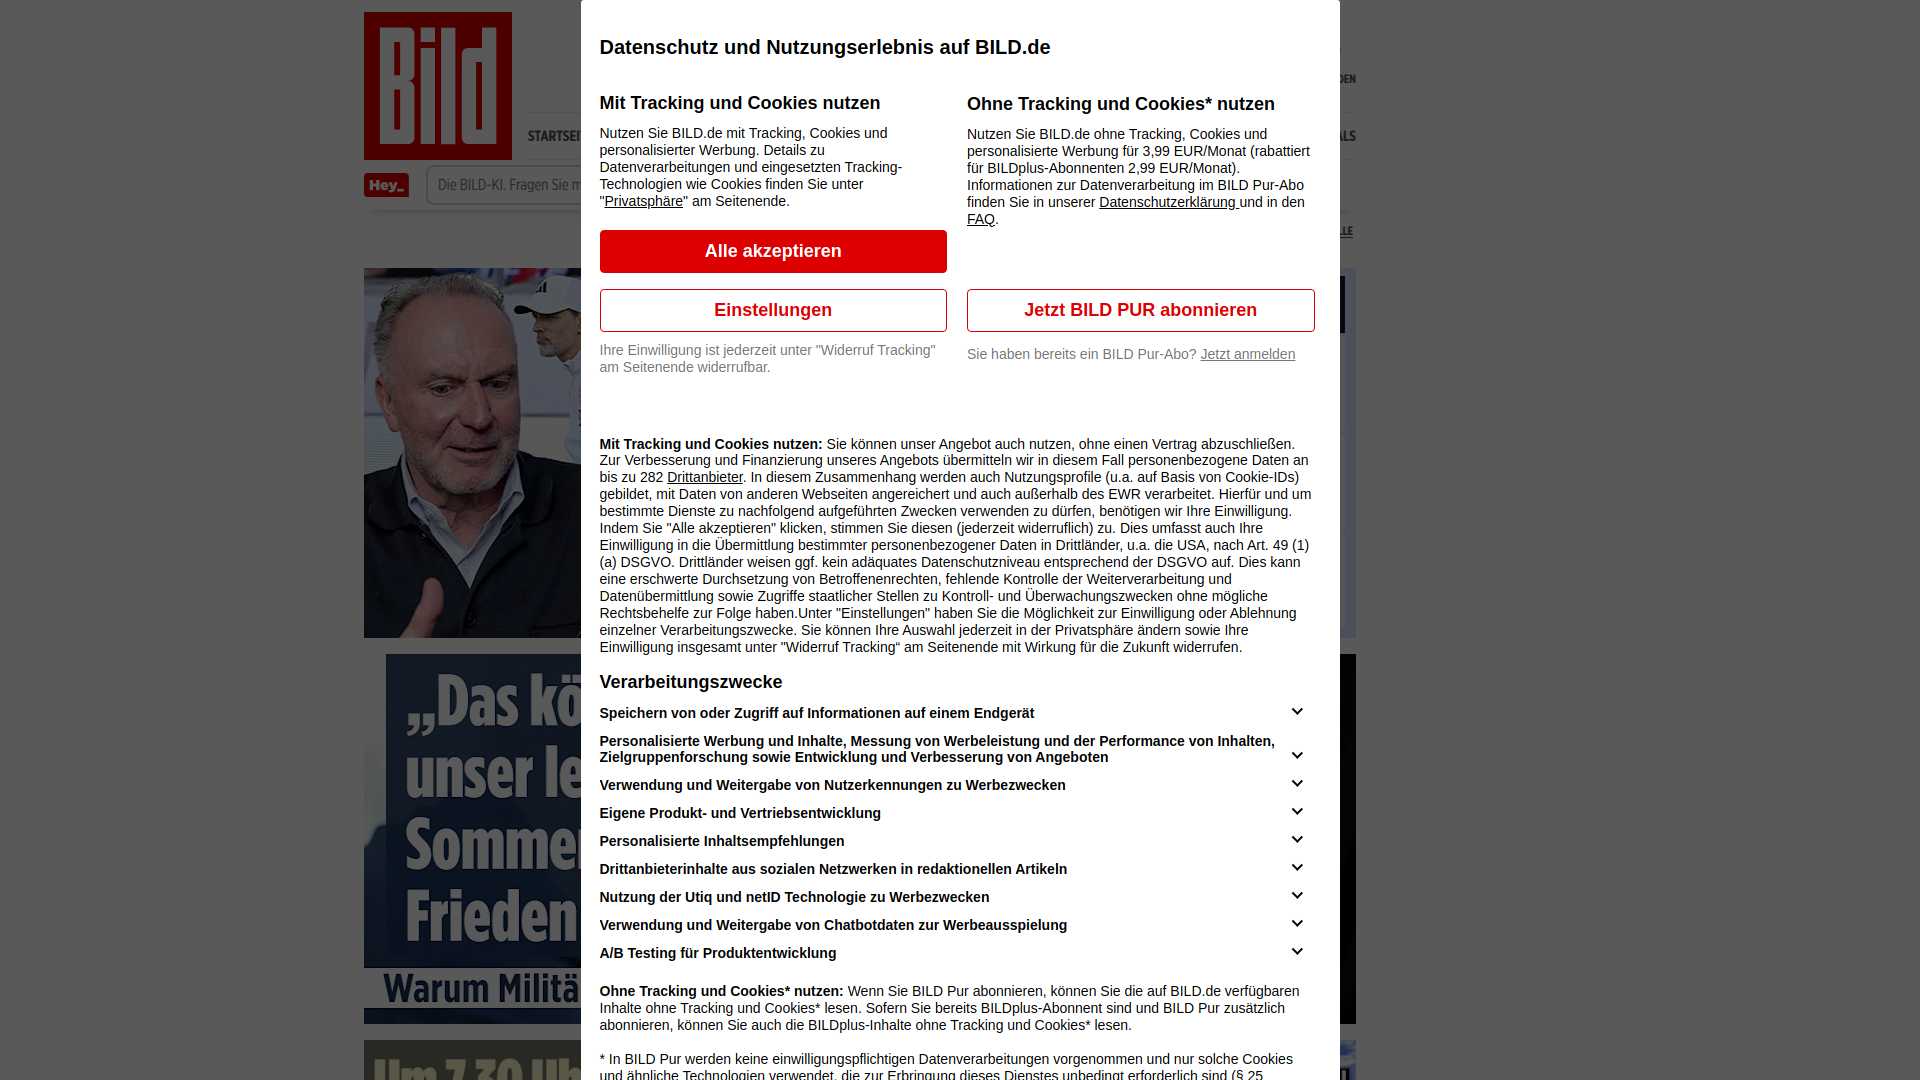 Bild
DEN
STARTSEI
ALS
Hey_
Die BILD-KI. Fragen Sie m
LLE
Datenschutz und Nutzungserlebnis auf BILD.de
Mit Tracking und Cookies nutzen
Nutzen Sie BILD.de mit Tracking, Cookies und
personalisierter Werbung. Details zu
Datenverarbeitungen und eingesetzten Tracking-
Technologien wie Cookies finden Sie unter
"Privatsphäre" am Seitenende.
Alle akzeptieren
Einstellungen
Ihre Einwilligung ist jederzeit unter "Widerruf Tracking"
am Seitenende widerrufbar.
Ohne Tracking und Cookies* nutzen
Nutzen Sie BILD.de ohne Tracking, Cookies und
personalisierte Werbung für 3,99 EUR/Monat (rabattiert
für BILDplus-Abonnenten 2,99 EUR/Monat).
Informationen zur Datenverarbeitung im BILD Pur-Abo
finden Sie in unserer Datenschutzerklärung und in den
FAQ.
Jetzt BILD PUR abonnieren
Sie haben bereits ein BILD Pur-Abo? Jetzt anmelden
Mit Tracking und Cookies nutzen: Sie können unser Angebot auch nutzen, ohne einen Vertrag abzuschließen.
Zur Verbesserung und Finanzierung unseres Angebots übermitteln wir in diesem Fall personenbezogene Daten an
bis zu 282 Drittanbieter. In diesem Zusammenhang werden auch Nutzungsprofile (u.a. auf Basis von Cookie-IDs)
gebildet, mit Daten von anderen Webseiten angereichert und auch außerhalb des EWR verarbeitet. Hierfür und um
bestimmte Dienste zu nachfolgend aufgeführten Zwecken verwenden zu dürfen, benötigen wir Ihre Einwilligung.
Indem Sie "Alle akzeptieren" klicken, stimmen Sie diesen (jederzeit widerruflich) zu. Dies umfasst auch Ihre
Einwilligung in die Übermittlung bestimmter personenbezogener Daten in Drittländer, u.a. die USA, nach Art. 49 (1)
(a) DSGVO. Drittländer weisen ggf. kein adäquates Datenschutzniveau entsprechend der DSGVO auf. Dies kann
eine erschwerte Durchsetzung von Betroffenenrechten, fehlende Kontrolle der Weiterverarbeitung und
Datenübermittlung sowie Zugriffe staatlicher Stellen zu Kontroll- und Überwachungszwecken ohne mögliche
Rechtsbehelfe zur Folge haben.Unter "Einstellungen" haben Sie die Möglichkeit zur Einwilligung oder Ablehnung
einzelner Verarbeitungszwecke. Sie können Ihre Auswahl jederzeit in der Privatsphäre ändern sowie Ihre
Einwilligung insgesamt unter "Widerruf Tracking“ am Seitenende mit Wirkung für die Zukunft widerrufen.
Verarbeitungszwecke
Speichern von oder Zugriff auf Informationen auf einem Endgerät
Personalisierte Werbung und Inhalte, Messung von Werbeleistung und der Performance von Inhalten,
Zielgruppenforschung sowie Entwicklung und Verbesserung von Angeboten
Verwendung und Weitergabe von Nutzerkennungen zu Werbezwecken
Eigene Produkt- und Vertriebsentwicklung
Personalisierte Inhaltsempfehlungen
Drittanbieterinhalte aus sozialen Netzwerken in redaktionellen Artikeln
Nutzung der Utiq und netID Technologie zu Werbezwecken
Verwendung und Weitergabe von Chatbotdaten zur Werbeausspielung
A/B Testing für Produktentwicklung
Ohne Tracking und Cookies* nutzen: Wenn Sie BILD Pur abonnieren, können Sie die auf BILD.de verfügbaren
Inhalte ohne Tracking und Cookies* lesen. Sofern Sie bereits BILDplus-Abonnent sind und BILD Pur zusätzlich
abonnieren, können Sie auch die BILDplus-Inhalte ohne Tracking und Cookies* lesen.
* In BILD Pur werden keine einwilligungspflichtigen Datenverarbeitungen vorgenommen und nur solche Cookies
und ähnliche Technologien verwendet, die zur Erbringung dieses Dienstes unbedingt erforderlich sind (§ 25
„Das kö
unser le
Sommer
Frieden
Warum Militä
Um 7.30 Uh